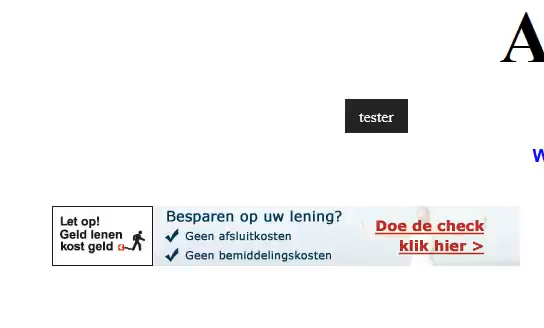 A
tester
W
Let op!
Geld lenen
kost geld
Besparen op uw lening?
Geen afsluitkosten
Geen bemiddelingskosten
Doe de check
klik hier >